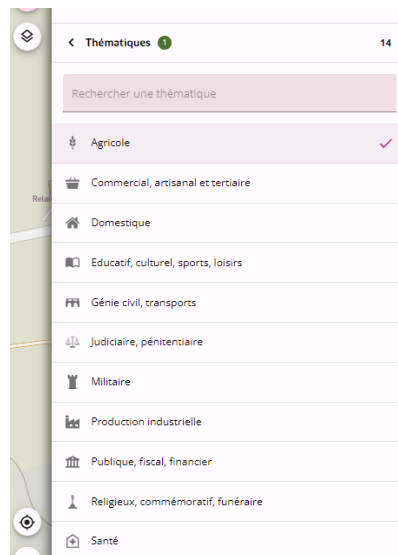 Thématiques 1 14
Rechercher une thématique
Agricole
Commercial, artisanal et tertiaire
Relai
Domestique
Educatif, culturel, sports, loisirs
Génie civil, transports
Judiciaire, pénitentiaire
Militaire
Production industrielle
Publique, fiscal, financier
Religieux, commémoratif, funéraire
Santé